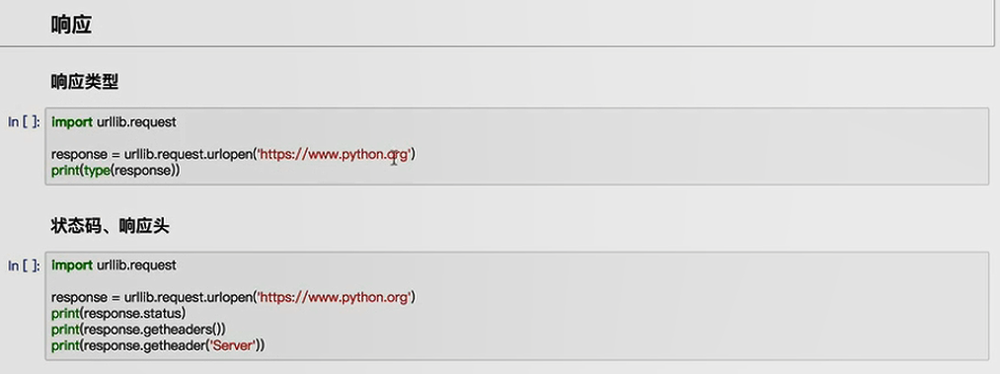 响应
响应类型
In [ ]:
import urllib.request
response = urllib.request.urlopen('https://www.python.org')
print(type(response))
状态码、响应头
In [ ]:
import urllib.request
response = urllib.request.urlopen('https://www.python.org')
print(response.status)
print(response.getheaders())
print(response.getheader('Server'))